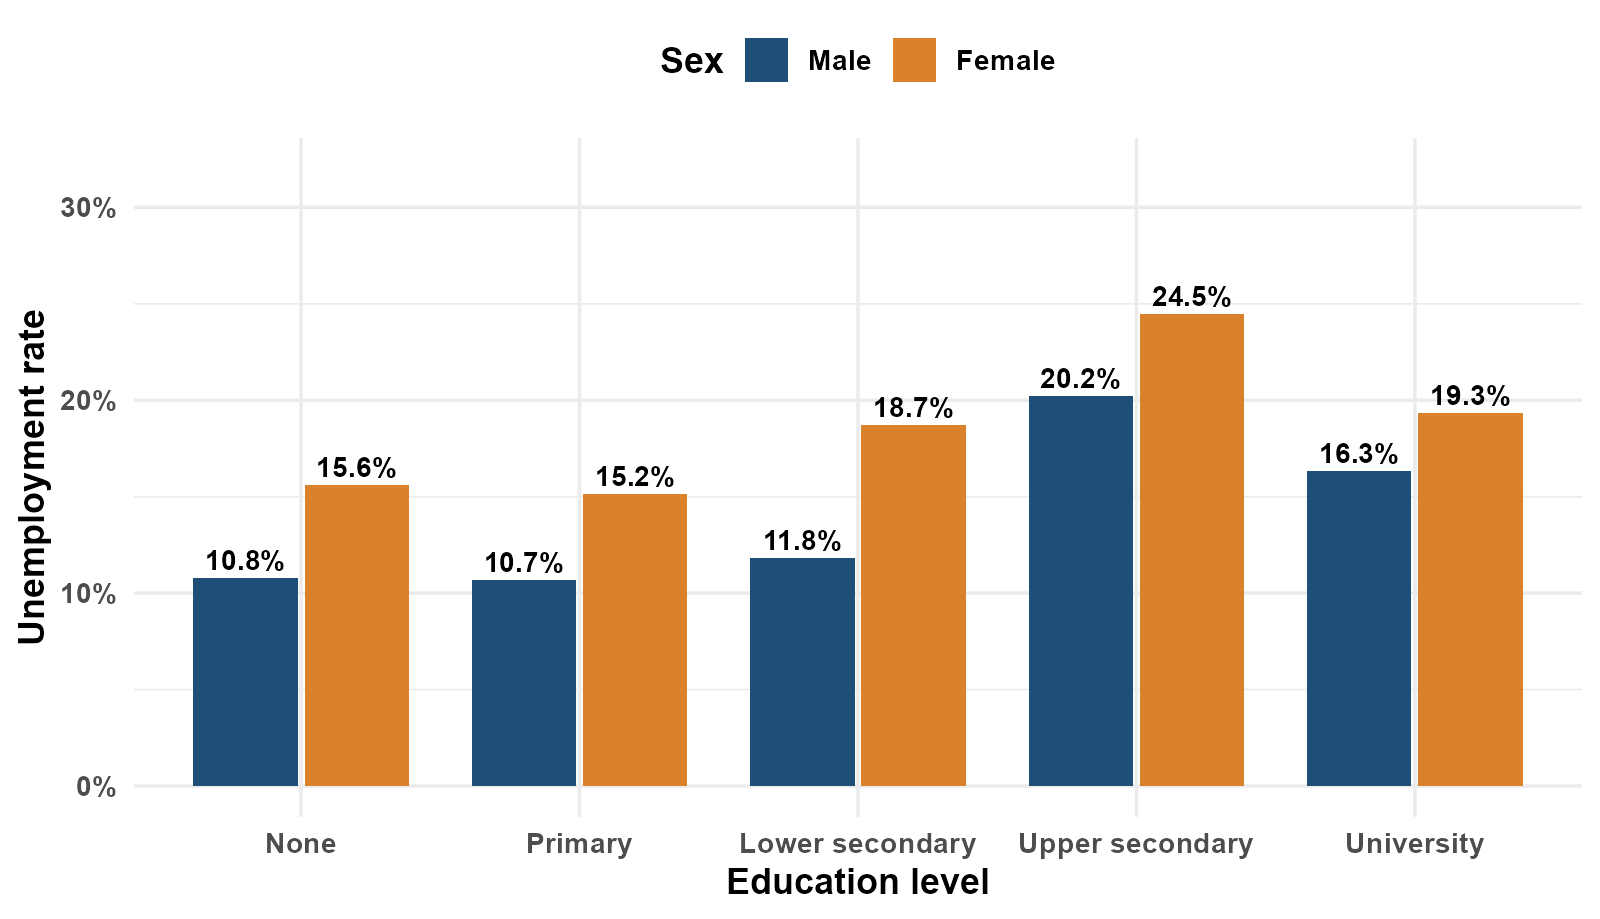 Sex Male Female
30%
20%
10%
0%
Unemployment rate
10.8% 15.6% 10.7% 15.2% 11.8% 18.7% 20.2% 24.5% 16.3% 19.3%
None Primary Lower secondary Upper secondary University
Education level